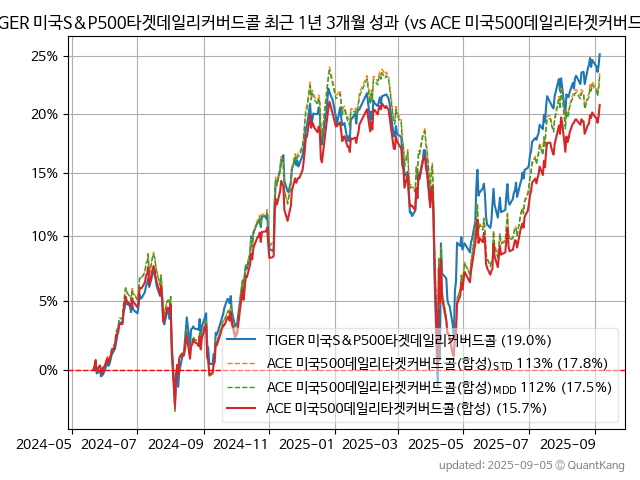 TIGER 미국S&P500타겟데일리커버드콜 최근 1년 3개월 성과 (vs ACE 미국500데일리타겟커버드
25%
20%
15%
10%
5%
0%
TIGER 미국S&P500타겟데일리커버드콜 (19.0%)
ACE 미국500데일리타겟커버드콜(합성)STD 113% (17.8%)
ACE 미국500데일리타겟커버드콜(합성)MDD 112% (17.5%)
ACE 미국500데일리타겟커버드콜(합성) (15.7%)
2024-05 2024-07 2024-09 2024-11 2025-01 2025-03 2025-05 2025-07 2025-09
updated: 2025-09-05 © QuantKang